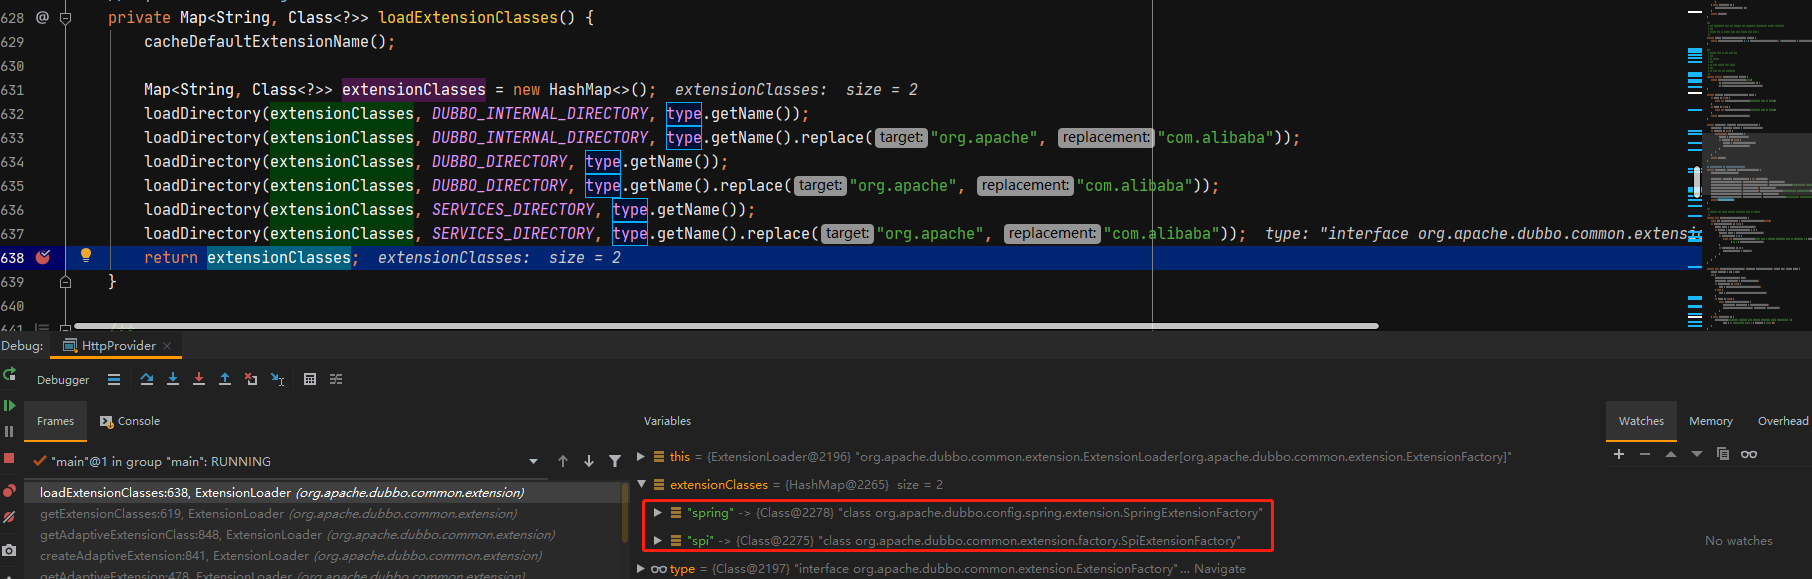 628 @ private Map<String, Class<?>> loadExtensionClasses() {
629 cacheDefaultExtensionName();
630
631 Map<String, Class<?>> extensionClasses = new HashMap<>(); extensionClasses: size = 2
632 loadDirectory(extensionClasses, DUBBO_INTERNAL_DIRECTORY, type.getName());
633 loadDirectory(extensionClasses, DUBBO_INTERNAL_DIRECTORY, type.getName().replace( target: "org.apache", replacement: "com.alibaba"));
634 loadDirectory(extensionClasses, DUBBO_DIRECTORY, type.getName());
635 loadDirectory(extensionClasses, DUBBO_DIRECTORY, type.getName().replace( target: "org.apache", replacement: "com.alibaba"));
636 loadDirectory(extensionClasses, SERVICES_DIRECTORY, type.getName());
637 loadDirectory(extensionClasses, SERVICES_DIRECTORY, type.getName().replace( target: "org.apache", replacement: "com.alibaba")); type: "interface org.apache.dubbo.common.extensi
638 return extensionClasses; extensionClasses: size = 2
639 }
640
641
Debug: HttpProvider ×
Debugger
Frames Console
Variables
Watches Memory Overhead
"main"@1 in group "main": RUNNING
loadExtensionClasses:638, ExtensionLoader (org.apache.dubbo.common.extension)
getExtensionClasses:619, ExtensionLoader (org.apache.dubbo.common.extension)
getAdaptiveExtensionClass:848, ExtensionLoader (org.apache.dubbo.common.extension)
createAdaptiveExtension:841, ExtensionLoader (org.apache.dubbo.common.extension)
getAdaptiveExtension:478, ExtensionLoader (org.apache.dubbo.common.extension)
this = {ExtensionLoader@2196} "org.apache.dubbo.common.extension.ExtensionLoader[org.apache.dubbo.common.extension.ExtensionFactory]"
extensionClasses = {HashMap@2265} size = 2
"spring" -> {Class@2278} "class org.apache.dubbo.config.spring.extension.SpringExtensionFactory"
"spi" -> {Class@2275} "class org.apache.dubbo.common.extension.factory.SpiExtensionFactory"
type = {Class@2197} "interface org.apache.dubbo.common.extension.ExtensionFactory"... Navigate
No watches